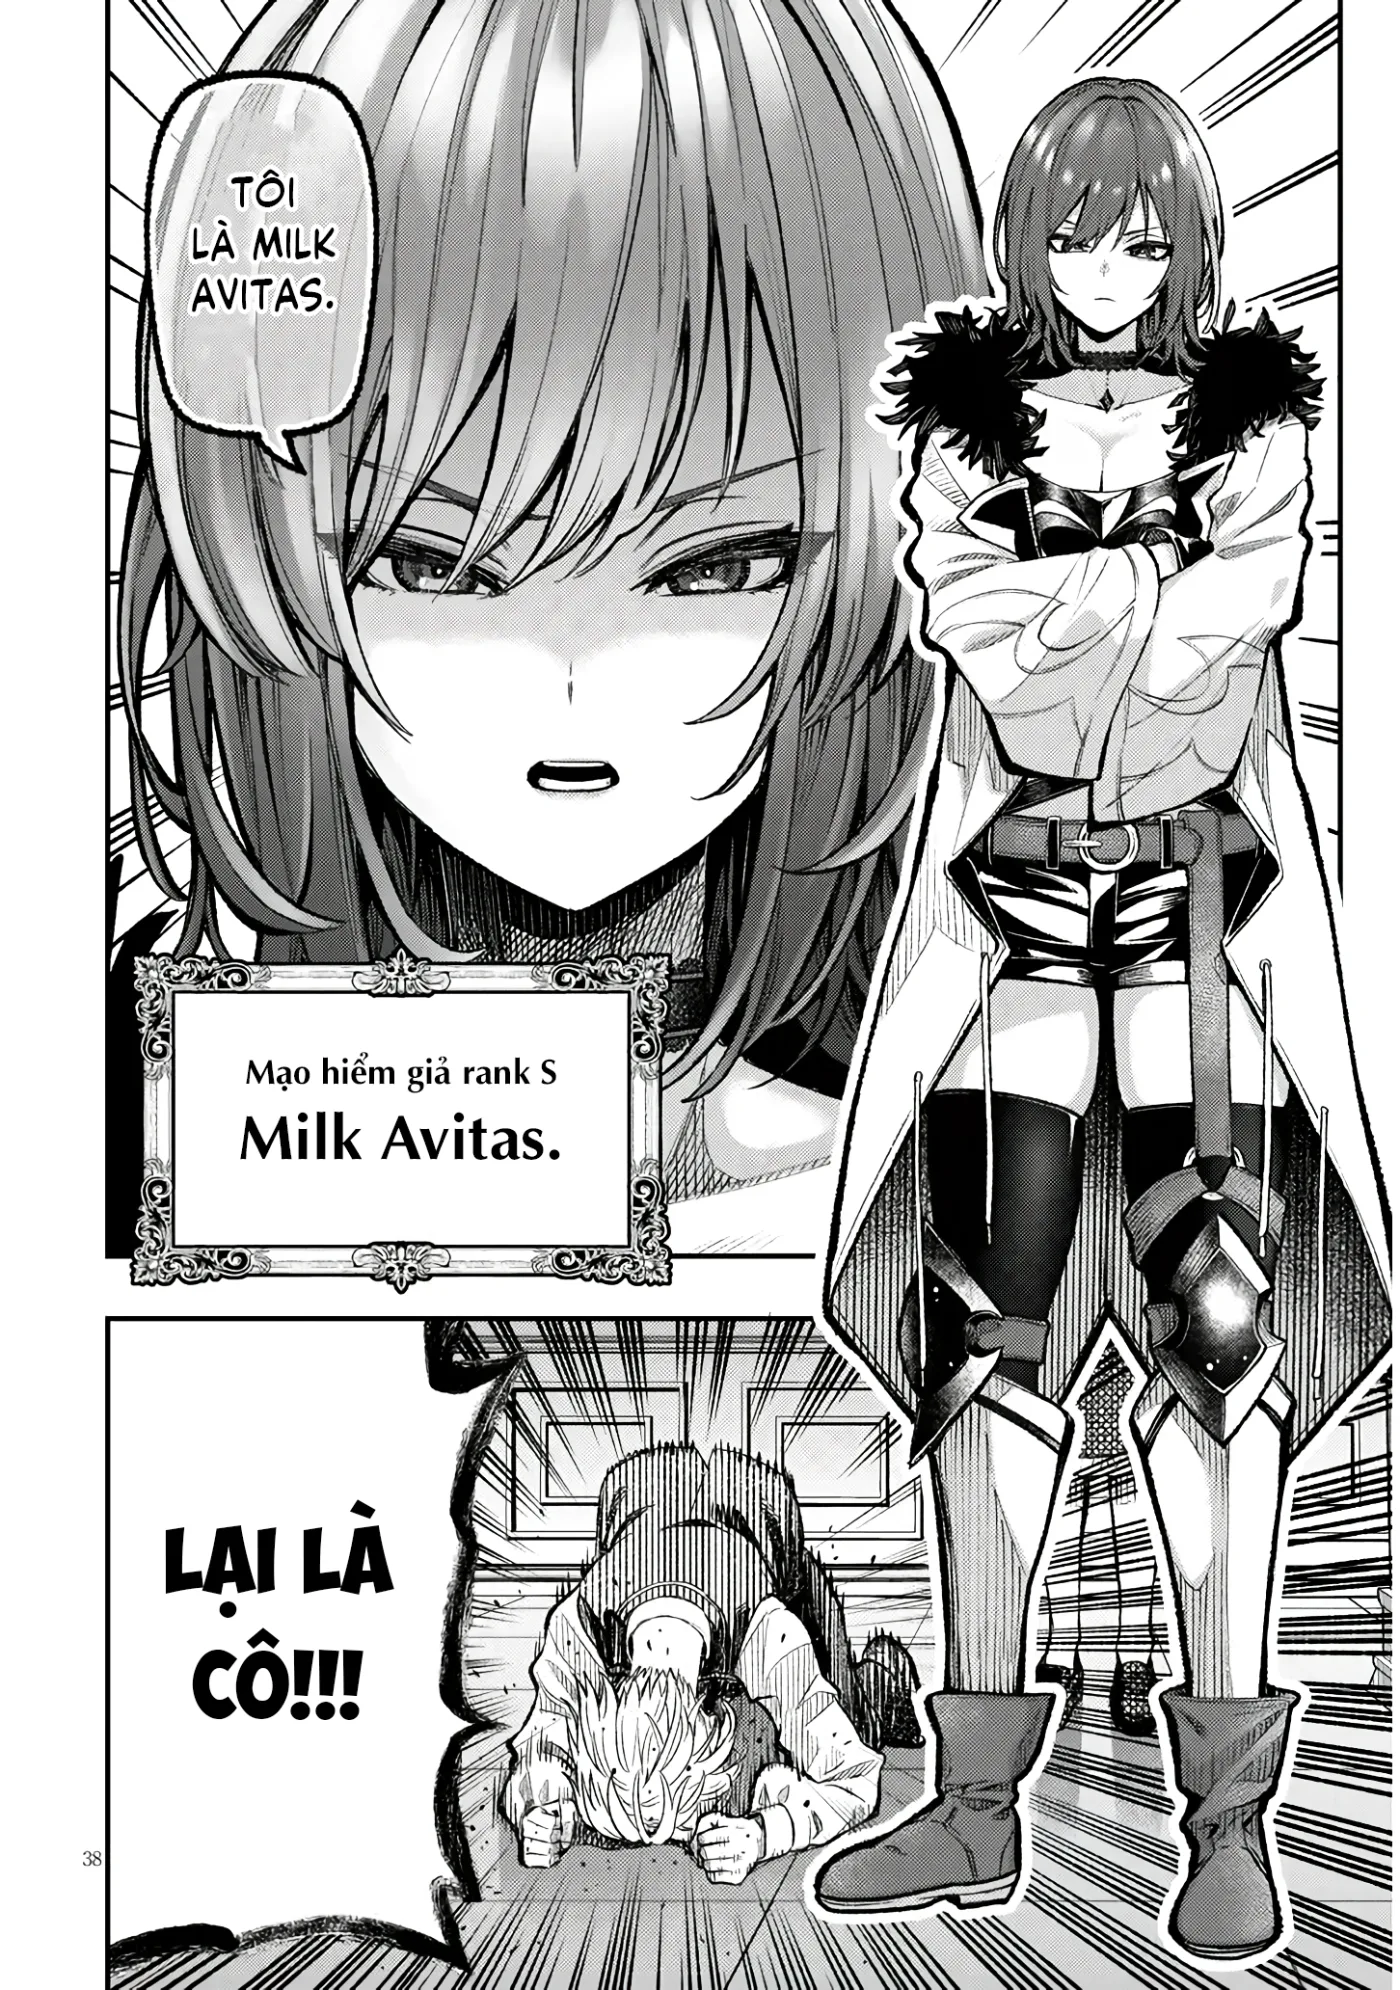 TÔI
LÀ MILK
AVITAS.
Mạo hiểm giả rank S
Milk Avitas.
LẠI LÀ
CÔ!!!
38